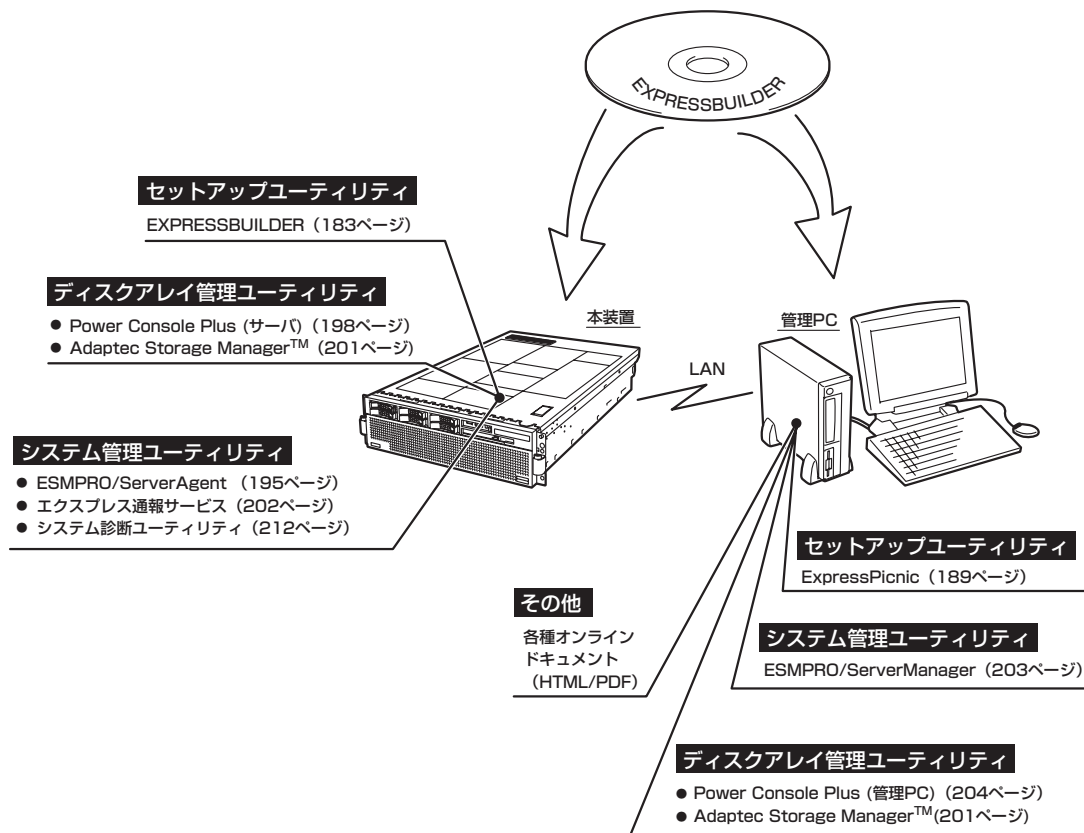 EXPRESSBUILDER
セットアップユーティリティ
EXPRESSBUILDER（183ページ）
ディスクアレイ管理ユーティリティ
● Power Console Plus (サーバ)（198ページ）
● Adaptec Storage Manager™（201ページ）
システム管理ユーティリティ
● ESMPRO/ServerAgent （195ページ）
● エクスプレス通報サービス（202ページ）
● システム診断ユーティリティ（212ページ）
本装置
LAN
管理PC
セットアップユーティリティ
ExpressPicnic（189ページ）
その他
各種オンライン
ドキュメント
（HTML/PDF）
システム管理ユーティリティ
ESMPRO/ServerManager（203ページ）
ディスクアレイ管理ユーティリティ
● Power Console Plus (管理PC)（204ページ）
● Adaptec Storage Manager™(201ページ）